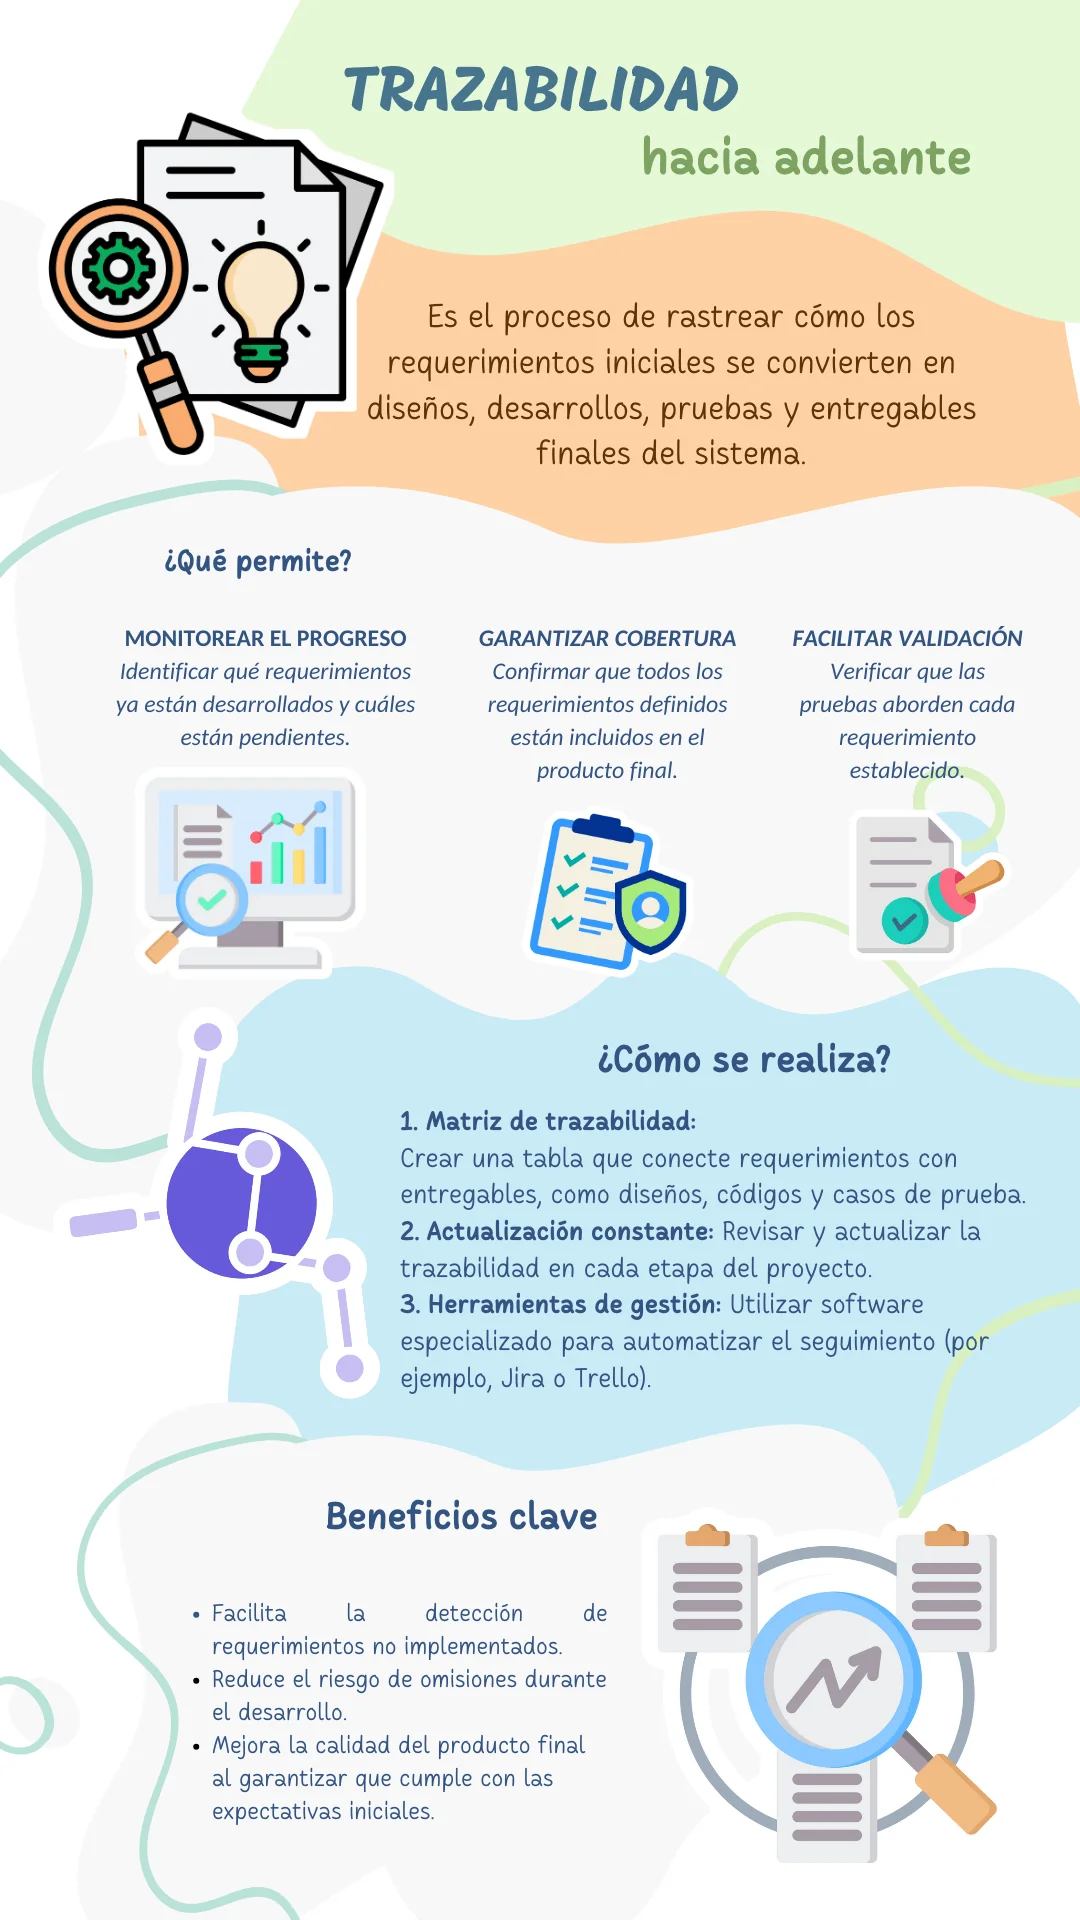 TRAZABILIDAD
hacia adelante
Es el proceso de rastrear cómo los
requerimientos iniciales se convierten en
diseños, desarrollos, pruebas y entregables
finales del sistema.
¿Qué permite?
MONITOREAR EL PROGRESO
Identificar qué requerimientos
ya están desarrollados y cuáles
están pendientes.
GARANTIZAR COBERTURA
Confirmar que todos los
requerimientos definidos
están incluidos en el
producto final.
FACILITAR VALIDACIÓN
Verificar que las
pruebas aborden cada
requerimiento
establecido.
¿Cómo se realiza?
1. Matriz de trazabilidad:
Crear una tabla que conecte requerimientos con
entregables, como diseños, códigos y casos de prueba.
2. Actualización constante: Revisar y actualizar la
trazabilidad en cada etapa del proyecto.
3. Herramientas de gestión: Utilizar software
especializado para automatizar el seguimiento (por
ejemplo, Jira o Trello).
Beneficios clave
• Facilita la detección de
requerimientos no implementados.
• Reduce el riesgo de omisiones durante
el desarrollo.
• Mejora la calidad del producto final
al garantizar que cumple con las
expectativas iniciales.